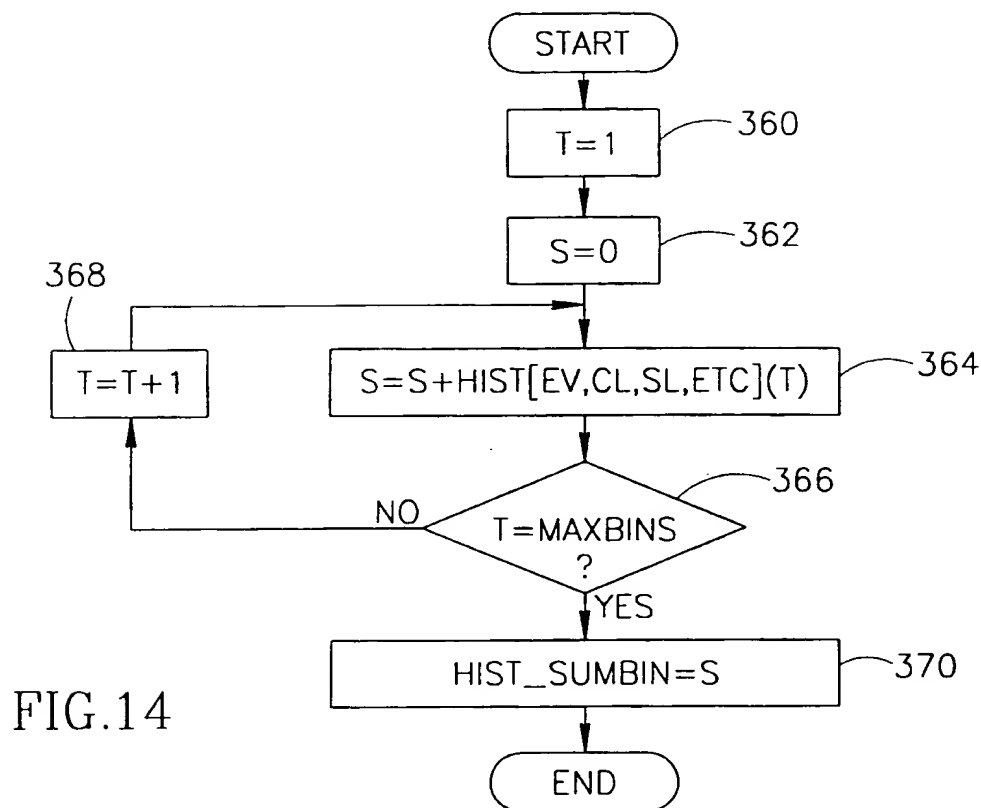 START
T=1
360
S=0
362
368
T=T+1
S=S+HIST[EV,CL,SL,ETC](T)
364
366
NO
T=MAXBINS
?
YES
HIST_SUMBIN=S
370
FIG.14
END